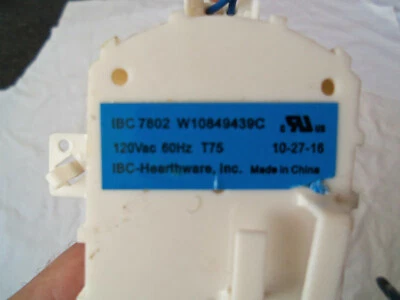 IBC 7802 W10849439C
120Vac 60Hz T75 10-27-16
IBC-Hearthware, Inc. Made in China